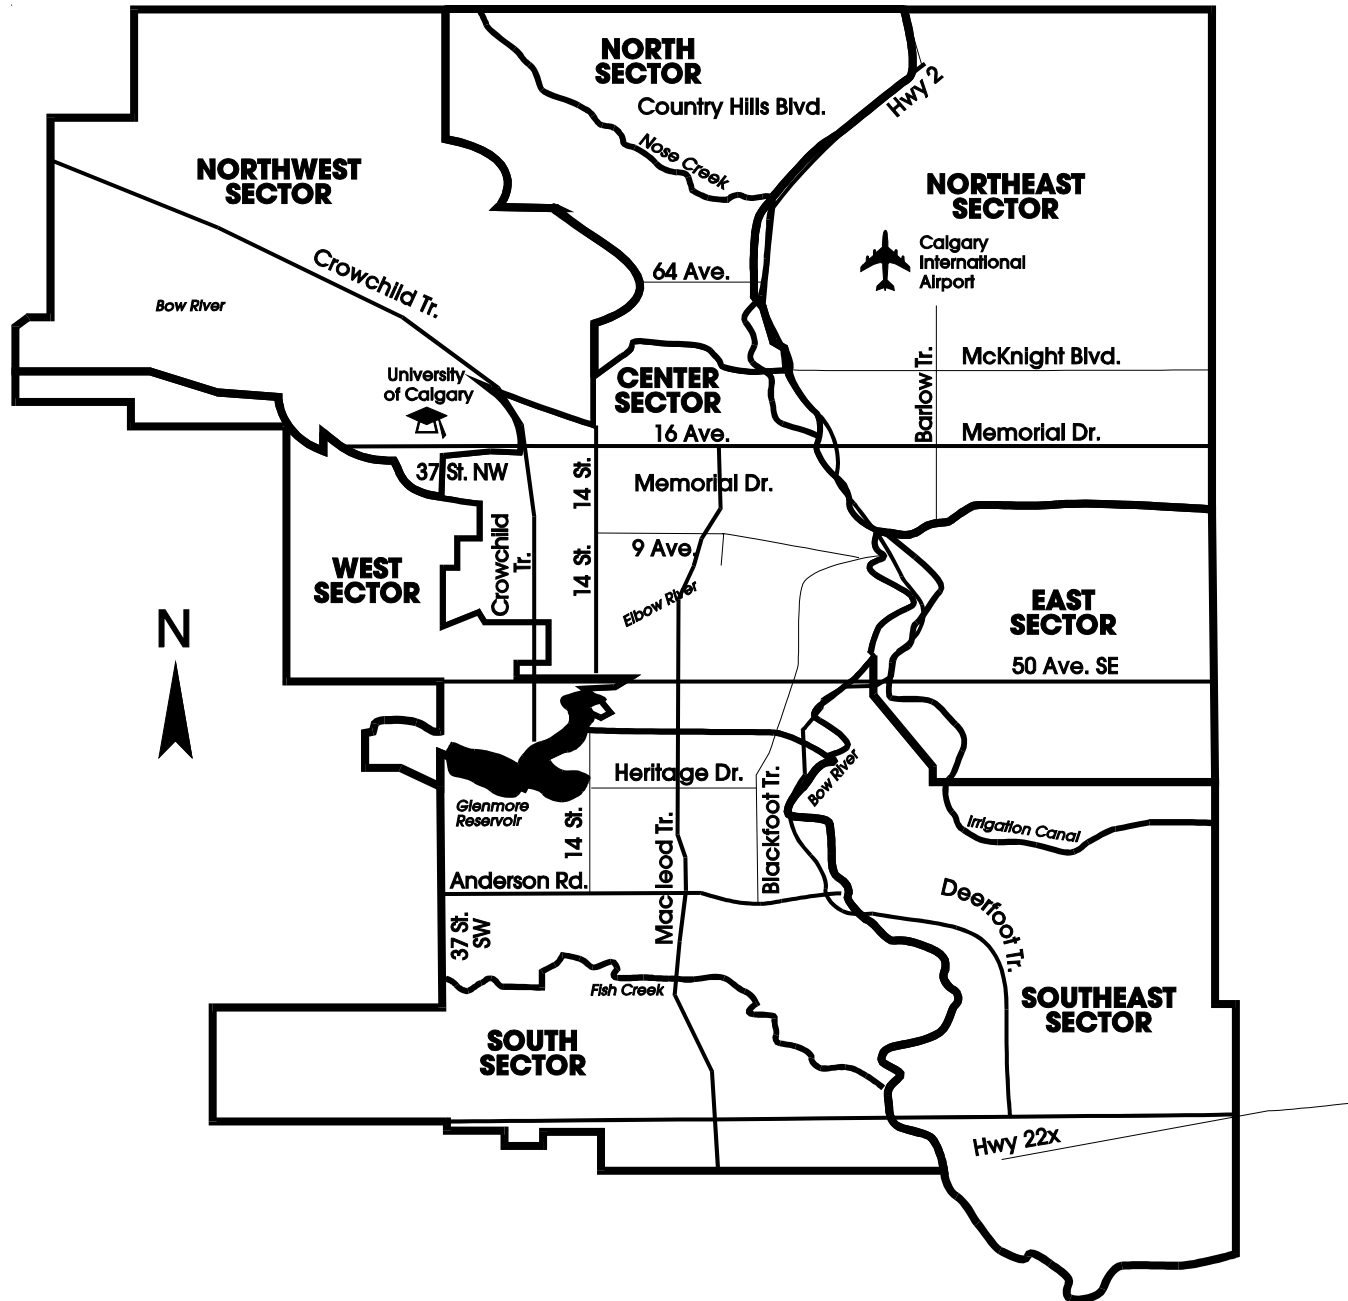 NORTH
SECTOR
Country Hills Blvd.
Hwy 2
Nose Creek
NORTHWEST
SECTOR
NORTHEAST
SECTOR
Calgary
International
Airport
Crowchild Tr.
64 Ave.
Bow River
McKnight Blvd.
Barlow Tr.
University
of Calgary
CENTER
SECTOR
16 Ave.
Memorial Dr.
37 St. NW
14 St.
Memorial Dr.
Crowchild
Tr.
14 St.
9 Ave.
WEST
SECTOR
Elbow River
EAST
SECTOR
N
50 Ave. SE
Heritage Dr.
Bow River
Glenmore
Reservoir
14 St.
Macleod Tr.
Blackfoot Tr.
Irrigation Canal
Anderson Rd.
Deerfoot Tr.
37 St.
SW
Fish Creek
SOUTHEAST
SECTOR
SOUTH
SECTOR
Hwy 22x